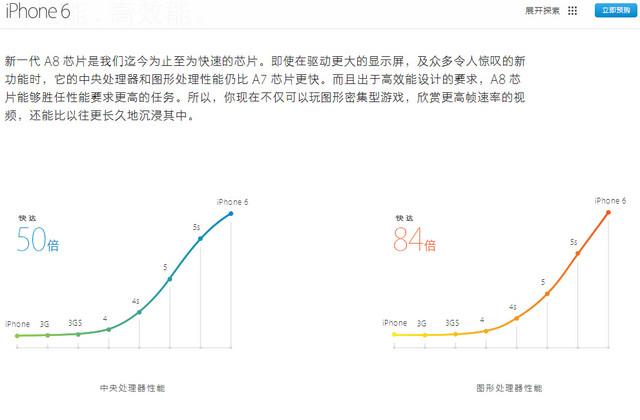 能. 高效能.
iPhone 6
展开探索
立即预购
新一代 A8 芯片是我们迄今为止至为快速的芯片。即使在驱动更大的显示屏，及众多令人惊叹的新
功能时，它的中央处理器和图形处理性能仍比 A7 芯片更快。而且出于高效能设计的要求，A8 芯
片能够胜任性能要求更高的任务。所以，你现在不仅可以玩图形密集型游戏，欣赏更高帧速率的视
频，还能比以往更长久地沉浸其中。
快达
50倍
iPhone
3G
3GS
4
4s
5
5s
iPhone 6
中央处理器性能
快达
84倍
iPhone
3G
3GS
4
4s
5
5s
iPhone 6
图形处理器性能